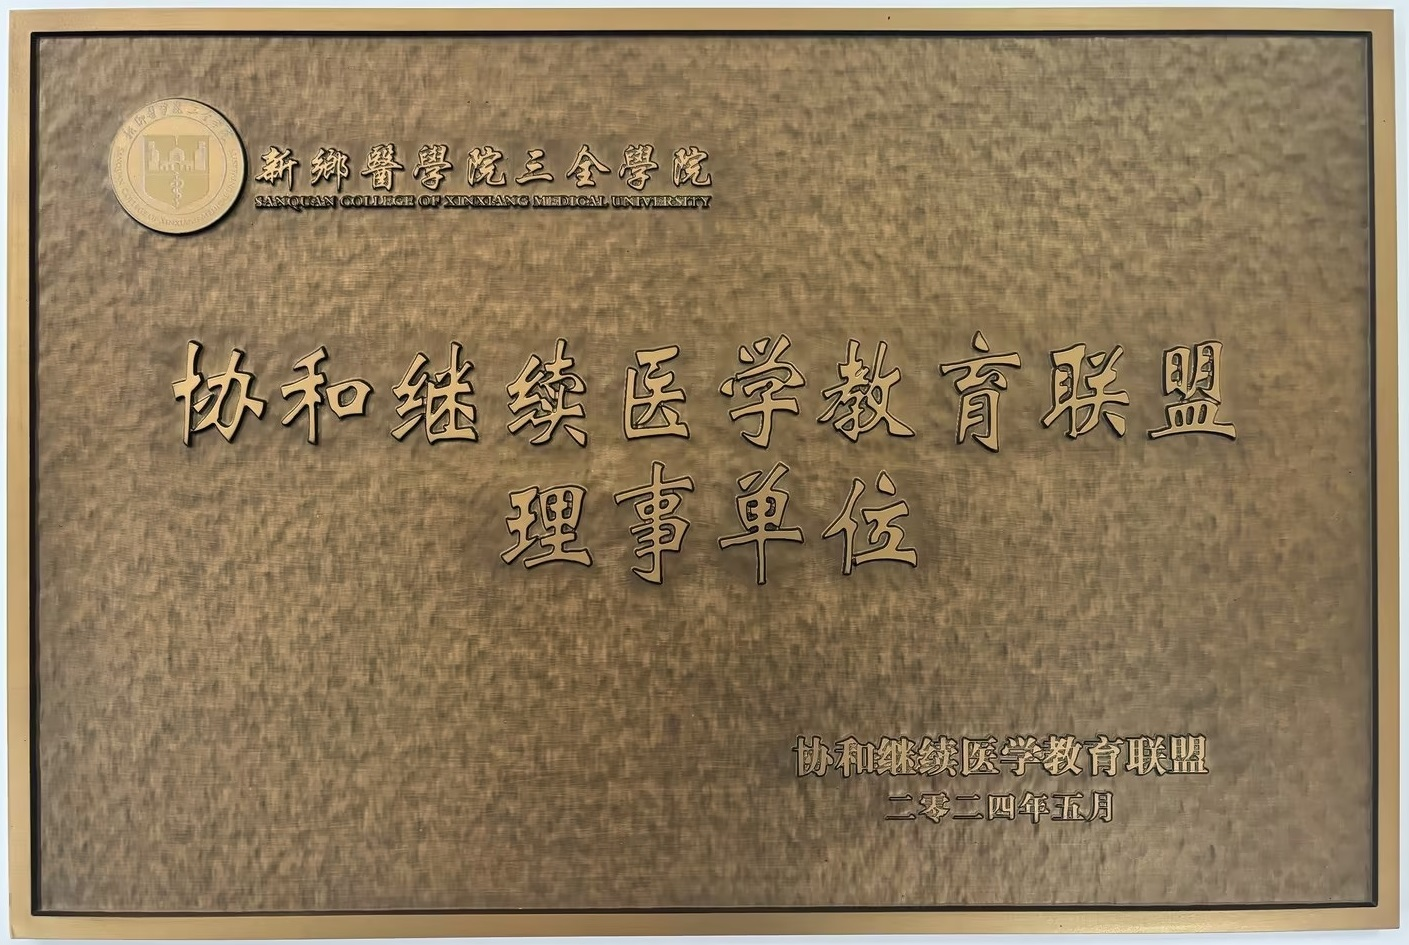 新鄉醫學院三全學院
SANQUAN COLLEGE OF XINXIANG MEDICAL UNIVERSITY
协和继续医学教育联盟
理事单位
协和继续医学教育联盟
二零二四年五月